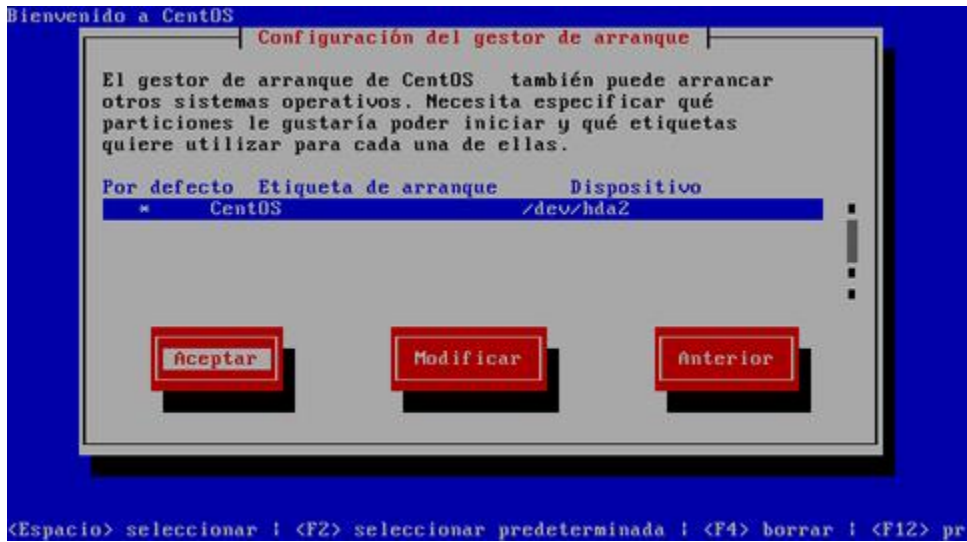 Bienvenido a CentOS
Configuración del gestor de arranque
El gestor de arranque de CentOS también puede arrancar
otros sistemas operativos. Necesita especificar qué
particiones le gustaría poder iniciar y qué etiquetas
quiere utilizar para cada una de ellas.
Por defecto Etiqueta de arranque Dispositivo
* CentOS /dev/hda2
Aceptar Modificar Anterior
<Espacio> seleccionar | <F2> seleccionar predeterminada | <F4> borrar | <F12> pr